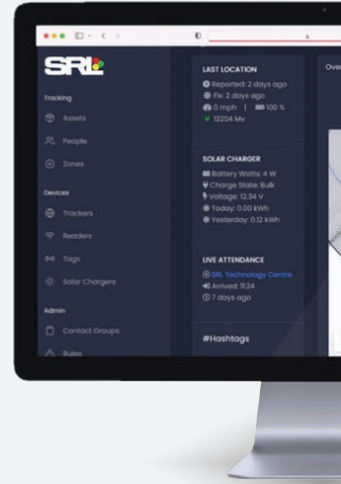 SRL
Tracking
Assets
People
Zones
Devices
Trackers
Readers
Tags
Solar Chargers
Admin
Contact Groups
Rules
LAST LOCATION
Reported: 2 days ago
Fix: 2 days ago
0 mph | 100 %
12204 Mv
SOLAR CHARGER
Battery Watts: 4 W
Charge State: Bulk
Voltage: 12.34 V
Today: 0.00 kWh
Yesterday: 0.12 kWh
LIVE ATTENDANCE
SRL Technology Centre
Arrived: 11:24
7 days ago
#Hashtags
Over